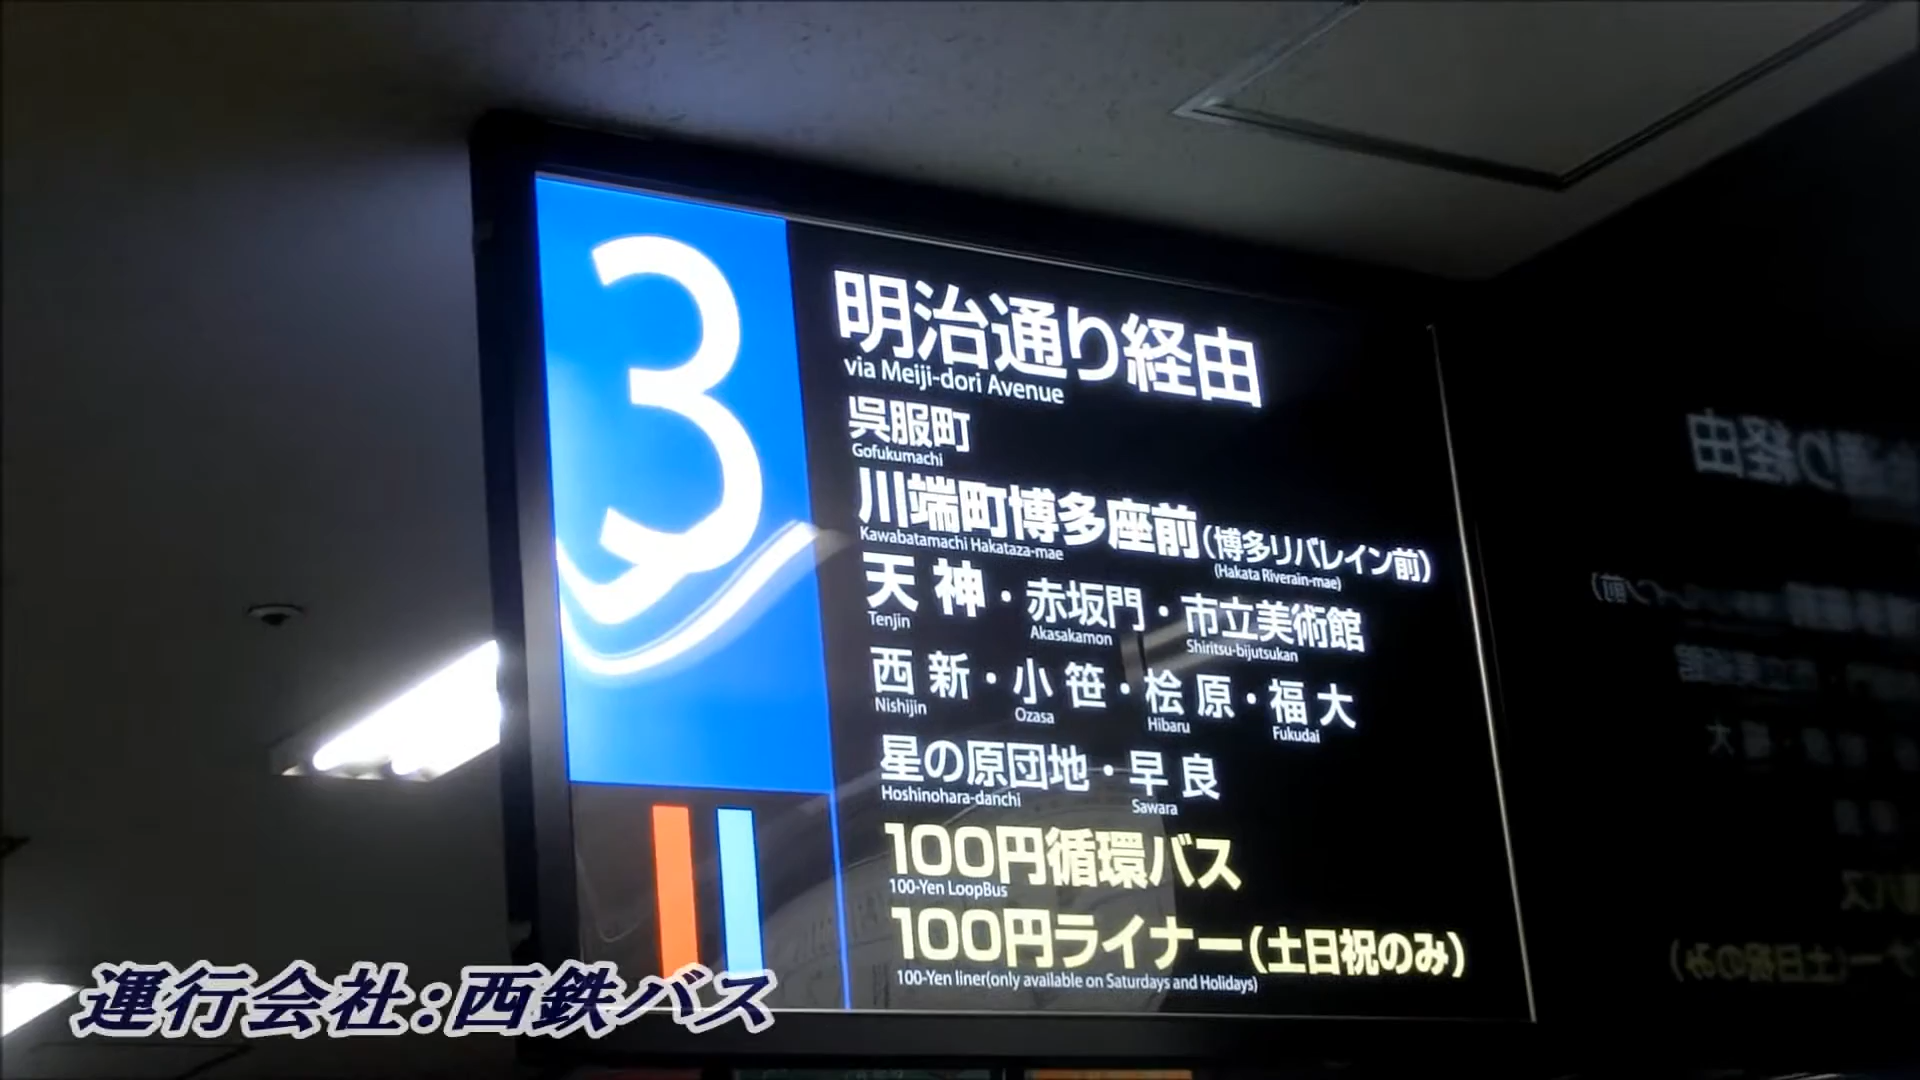 3
明治通り経由
via Meiji-dori Avenue
呉服町
Gofukumachi
川端町博多座前(博多リバレイン前)
Kawabatamachi Hakataza-mae (Hakata Riverain-mae)
天神・赤坂門・市立美術館
Tenjin Akasakamon Shiritsu-bijutsukan
西新・小笹・桧原・福大
Nishijin Ozasa Hibaru Fukudai
星の原団地・早良
Hoshinohara-danchi Sawara
100円循環バス
100-Yen LoopBus
100円ライナー(土日祝のみ)
100-Yen liner(only available on Saturdays and Holidays)
運行会社:西鉄バス